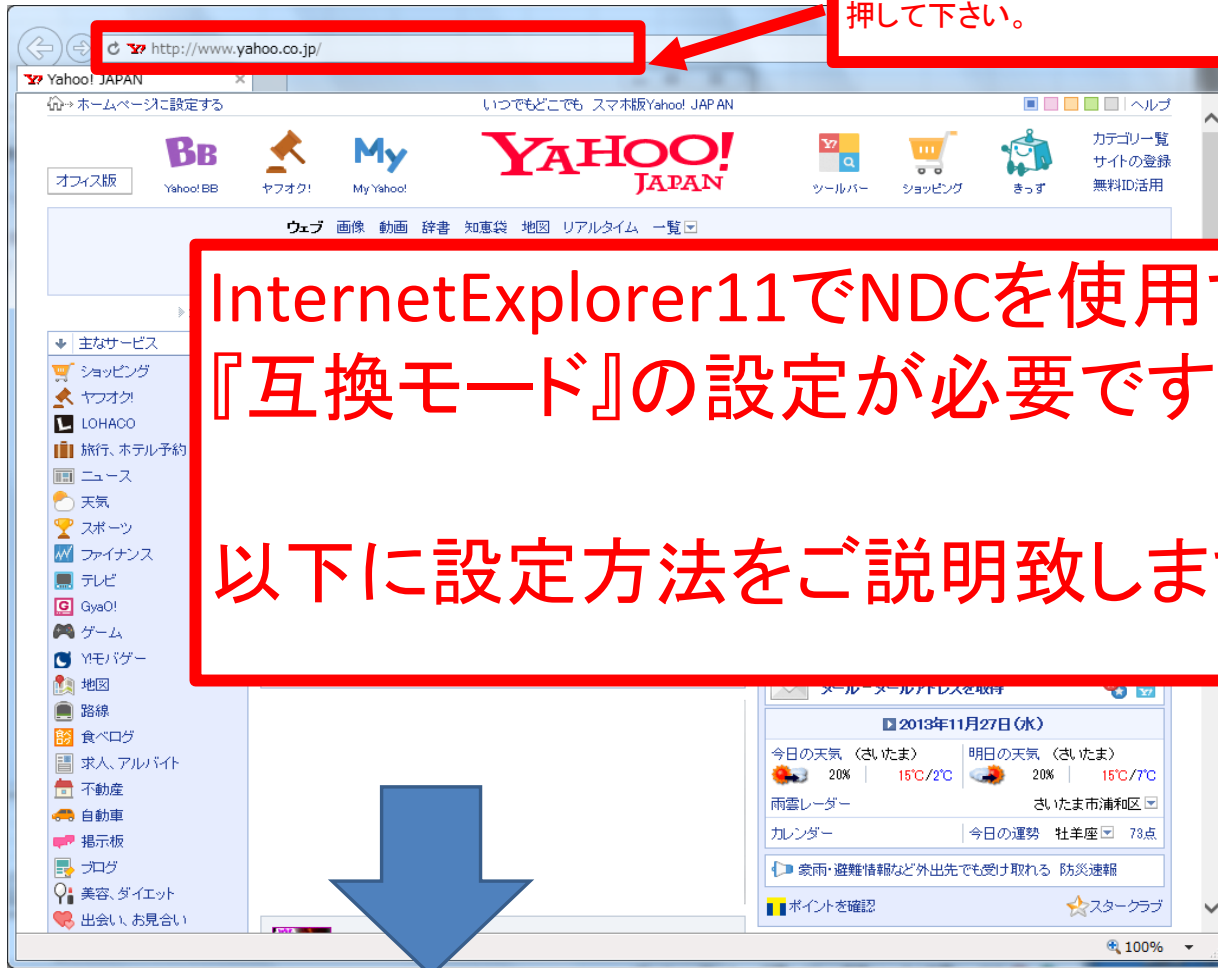 押して下さい。
http://www.yahoo.co.jp/
Yahoo! JAPAN
ホームページに設定する
いつでもどこでも スマホ版Yahoo! JAPAN
ヘルプ
オフィス版
BB
Yahoo! BB
ヤフオク!
My
My Yahoo!
YAHOO!
JAPAN
ツールバー
ショッピング
きっず
カテゴリ一覧
サイトの登録
無料ID活用
ウェブ 画像 動画 辞書 知恵袋 地図 リアルタイム 一覧
InternetExplorer11でNDCを使用
『互換モード』の設定が必要です
以下に設定方法をご説明致しま
主なサービス
ショッピング
ヤフオク!
LOHACO
旅行、ホテル予約
ニュース
天気
スポーツ
ファイナンス
テレビ
GyaO!
ゲーム
Y!モバゲー
地図
路線
食べログ
求人、アルバイト
不動産
自動車
掲示板
ブログ
美容、ダイエット
出会い、お見合い
メール - メールアドレスを取得
2013年11月27日(水)
今日の天気 (さいたま)
20% 15℃/2℃
明日の天気 (さいたま)
20% 15℃/7℃
雨雲レーダー
さいたま市浦和区
カレンダー
今日の運勢 牡羊座 73点
豪雨・避難情報など外出先でも受け取れる 防災速報
ポイントを確認
スタークラブ
100%